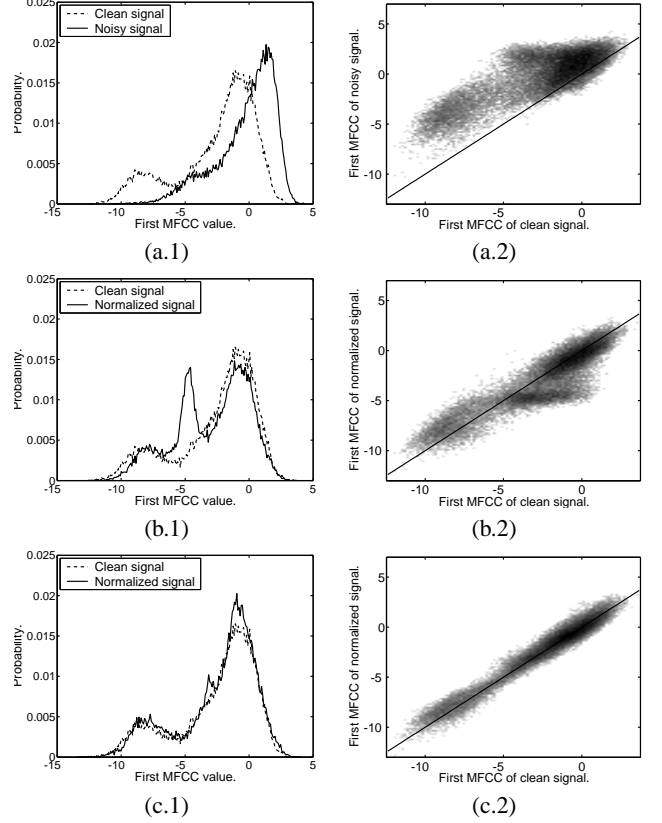 Clean signal
Noisy signal
0.025
0.02
0.015
0.01
0.005
0
-15
-10
-5
0
5
Probability.
First MFCC value.
(a.1)
5
0
-5
-10
-10
-5
0
First MFCC of noisy signal.
First MFCC of clean signal.
(a.2)
Clean signal
Normalized signal
0.025
0.02
0.015
0.01
0.005
0
-15
-10
-5
0
5
Probability.
First MFCC value.
(b.1)
5
0
-5
-10
-10
-5
0
First MFCC of normalized signal.
First MFCC of clean signal.
(b.2)
Clean signal
Normalized signal
0.025
0.02
0.015
0.01
0.005
0
-15
-10
-5
0
5
Probability.
First MFCC value.
(c.1)
5
0
-5
-10
-10
-5
0
First MFCC of normalized signal.
First MFCC of clean signal.
(c.2)